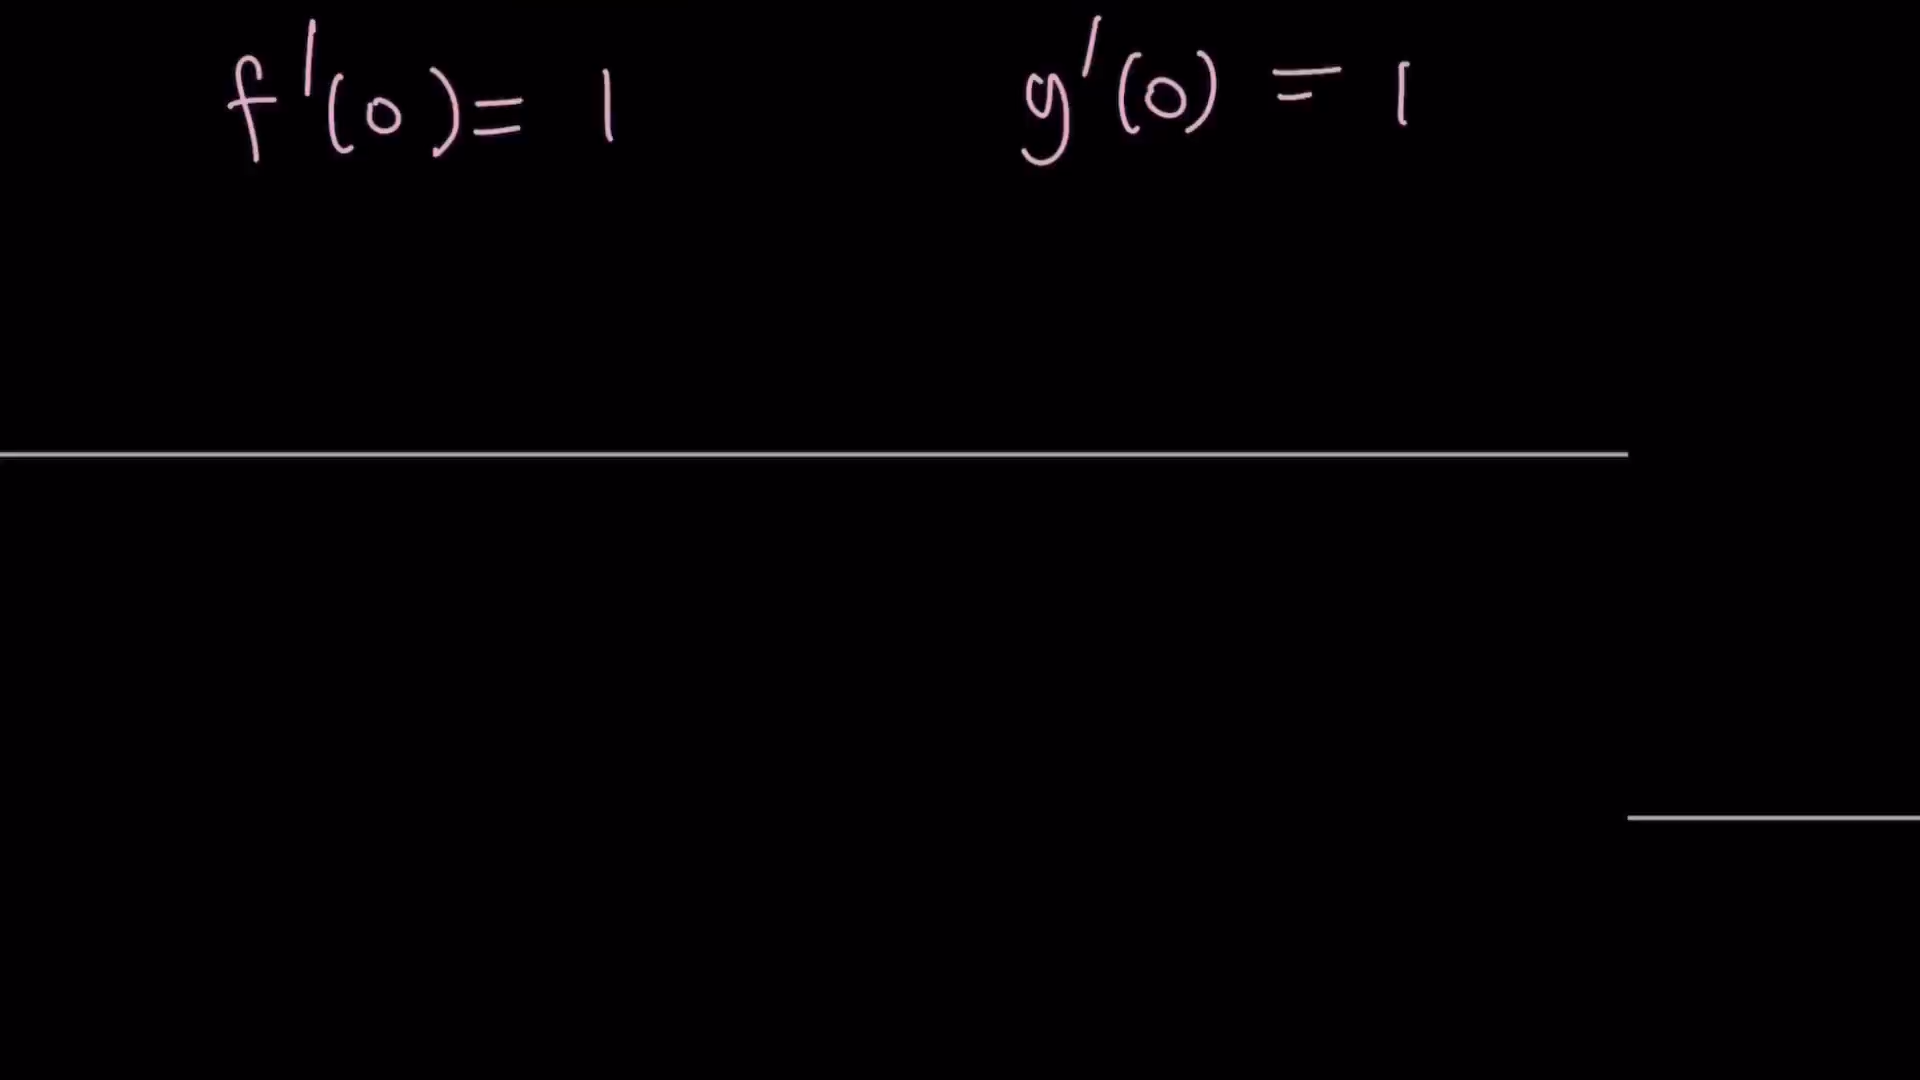 f'(0) = 1 g'(0) = 1